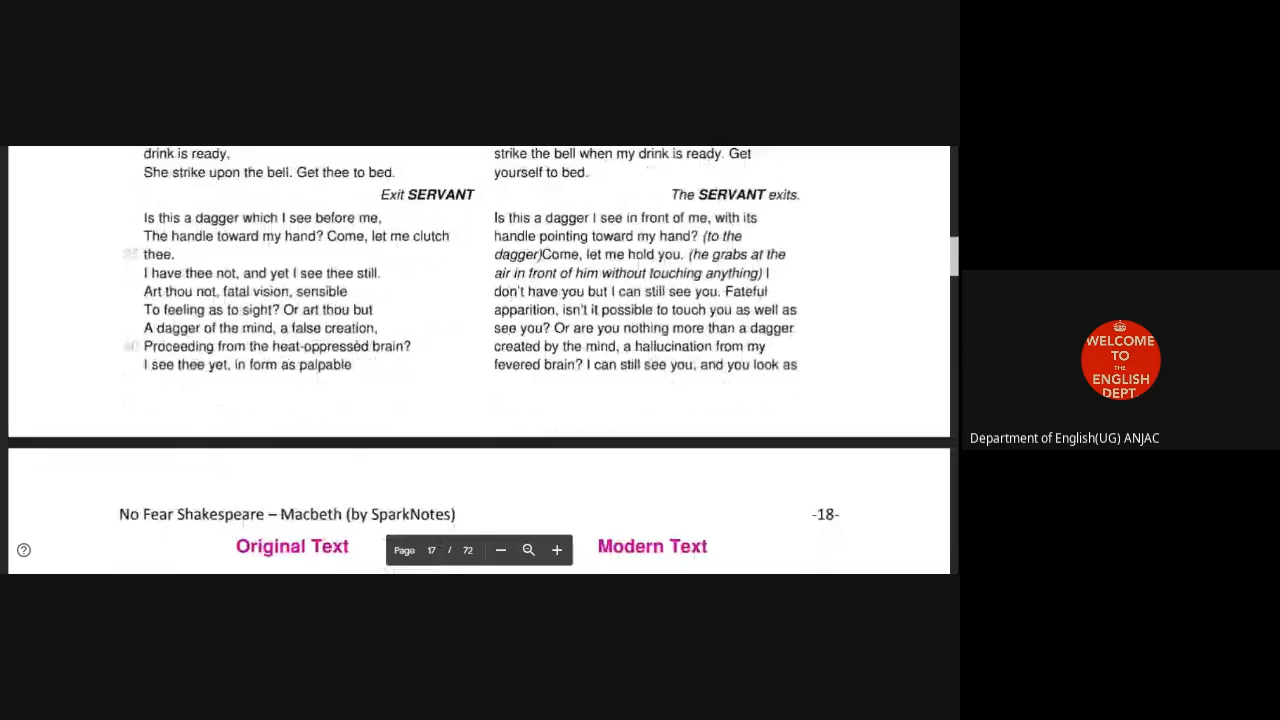 drink is ready,
She strike upon the bell. Get thee to bed.
Exit SERVANT
Is this a dagger which I see before me,
The handle toward my hand? Come, let me clutch
35 thee.
I have thee not, and yet I see thee still.
Art thou not, fatal vision, sensible
To feeling as to sight? Or art thou but
A dagger of the mind, a false creation,
40 Proceeding from the heat-oppressèd brain?
I see thee yet, in form as palpable
strike the bell when my drink is ready. Get
yourself to bed.
The SERVANT exits.
Is this a dagger I see in front of me, with its
handle pointing toward my hand? (to the
dagger)Come, let me hold you. (he grabs at the
air in front of him without touching anything) I
don't have you but I can still see you. Fateful
apparition, isn't it possible to touch you as well as
see you? Or are you nothing more than a dagger
created by the mind, a hallucination from my
fevered brain? I can still see you, and you look as
No Fear Shakespeare – Macbeth (by SparkNotes)
-18-
Original Text
Modern Text
Page 17 / 72
WELCOME
TO
THE
ENGLISH
DEPT.
Department of English(UG) ANJAC